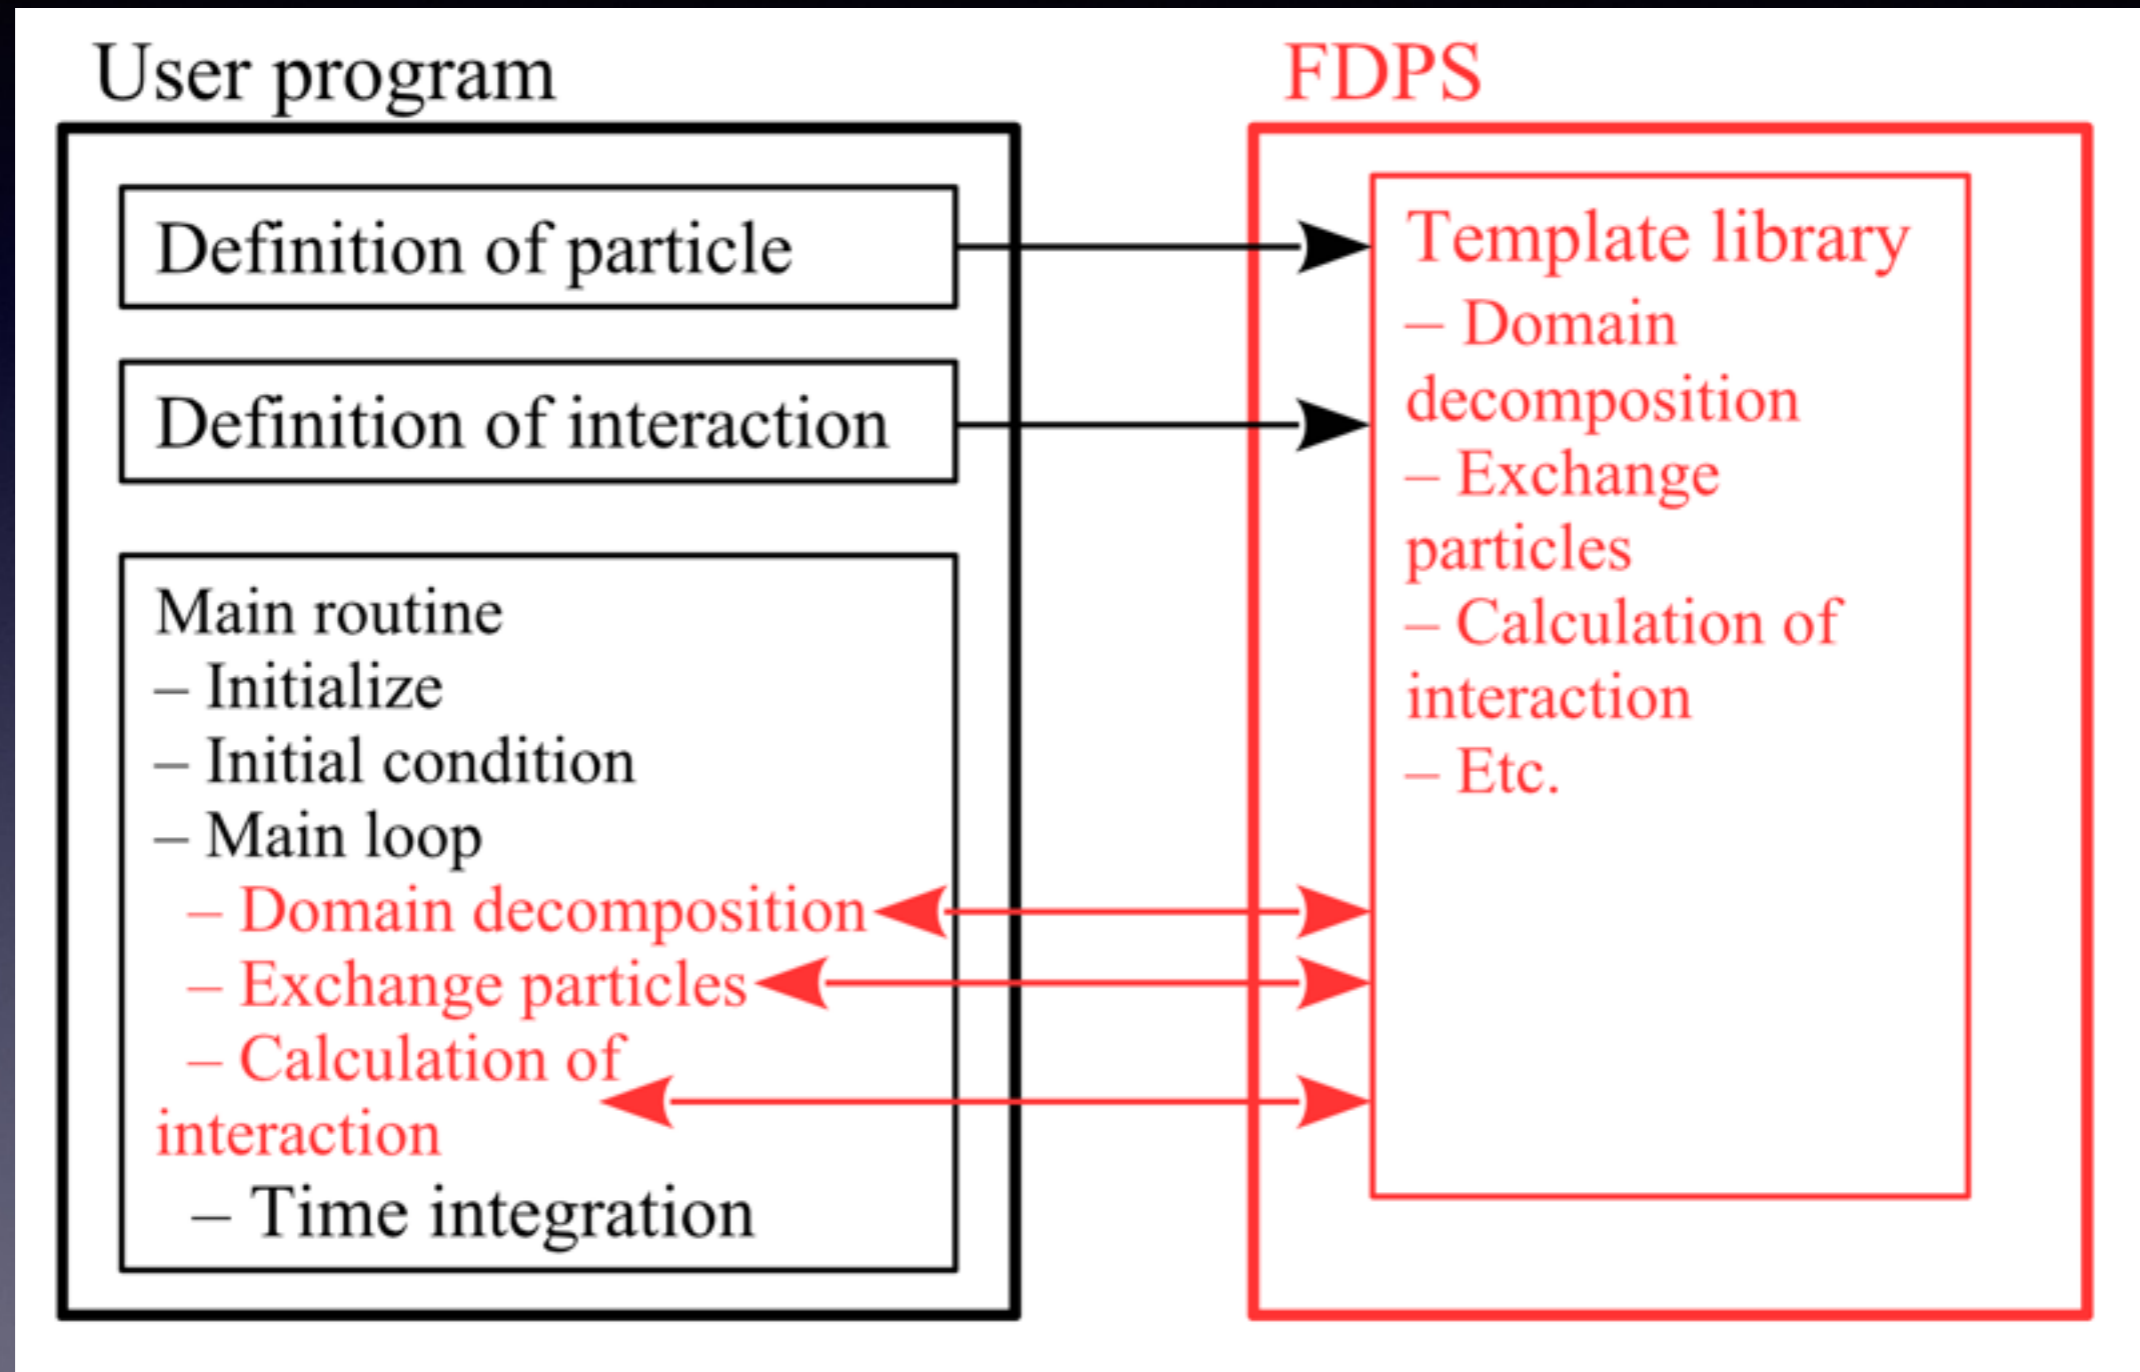 User program
Definition of particle
Definition of interaction
Main routine
– Initialize
– Initial condition
– Main loop
– Domain decomposition
– Exchange particles
– Calculation of
interaction
– Time integration
FDPS
Template library
– Domain
decomposition
– Exchange
particles
– Calculation of
interaction
– Etc.